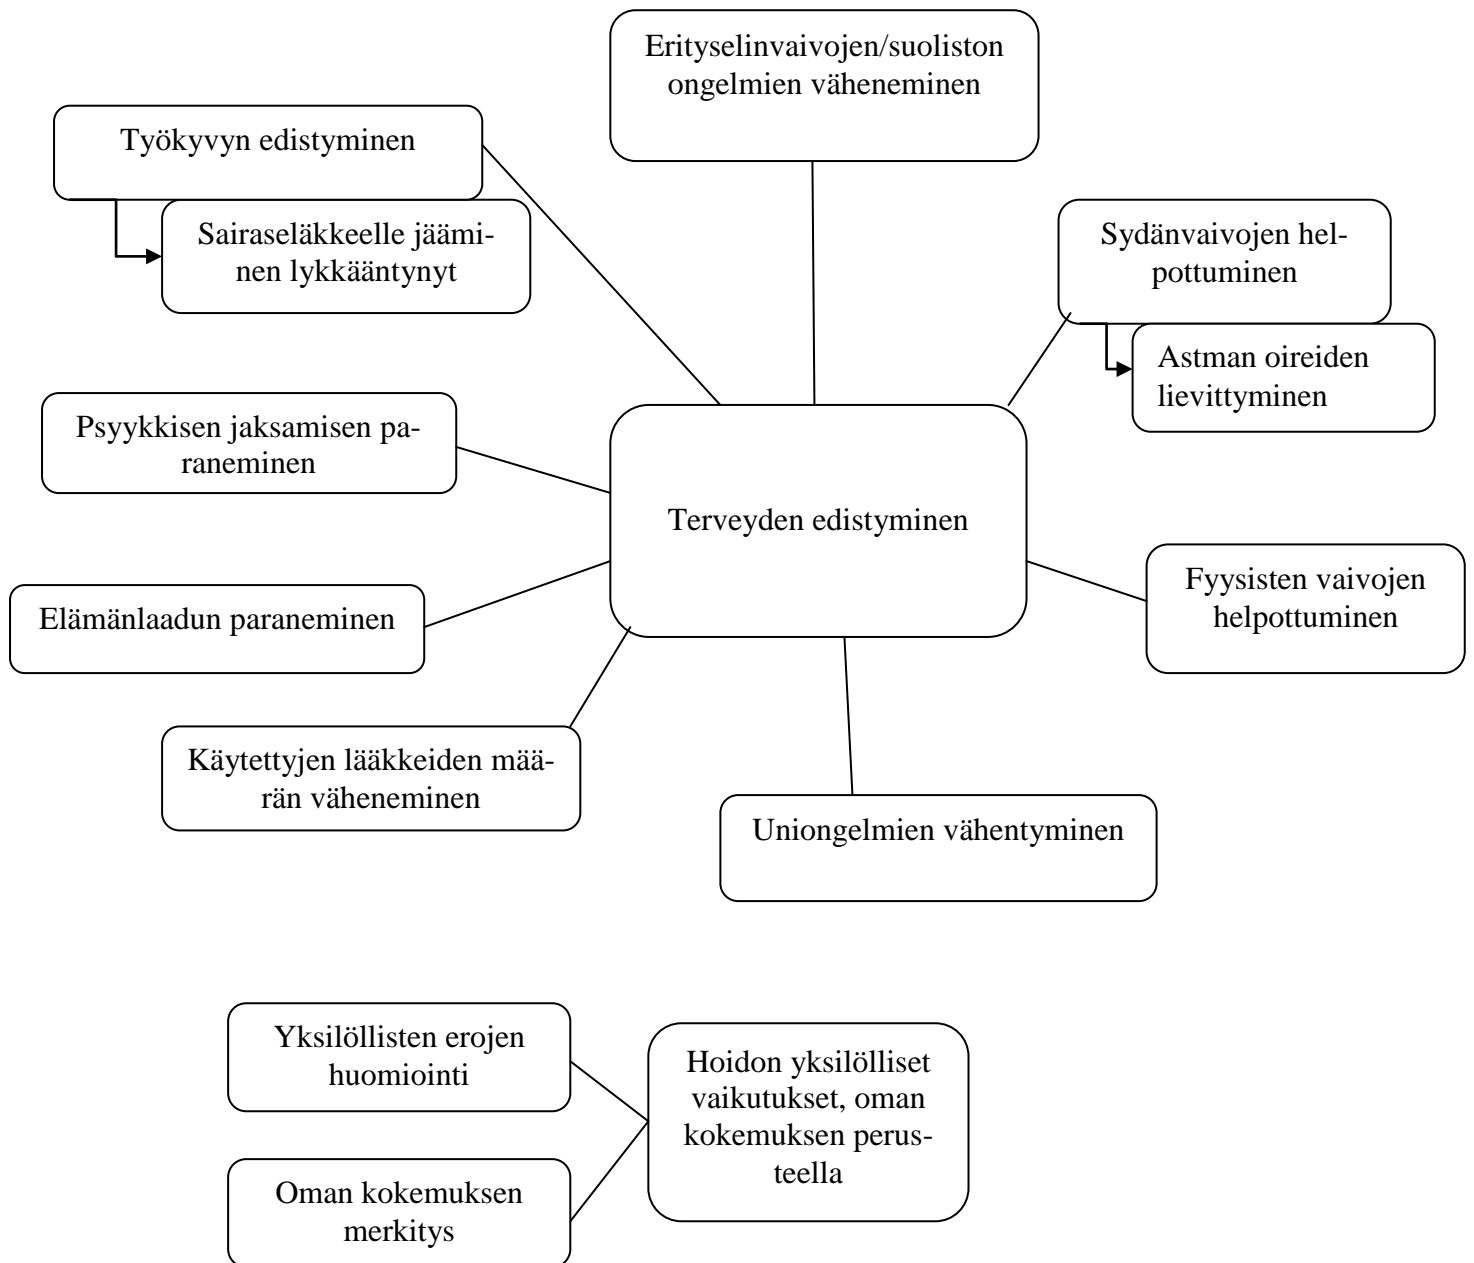 Erityselinvaivojen/suoliston
ongelmien väheneminen
Työkyvyn edistyminen
Sairaseläkkeelle jäämi-
nen lykkääntynyt
Sydänvaivojen hel-
pottuminen
Astman oireiden
lievittyminen
Psyykkisen jaksamisen pa-
raneminen
Terveyden edistyminen
Fyysisten vaivojen
helpottuminen
Elämänlaadun paraneminen
Käytettyjen lääkkeiden mää-
rän väheneminen
Uniongelmien vähentyminen
Yksilöllisten erojen
huomiointi
Hoidon yksilölliset
vaikutukset, oman
kokemuksen perus-
teella
Oman kokemuksen
merkitys